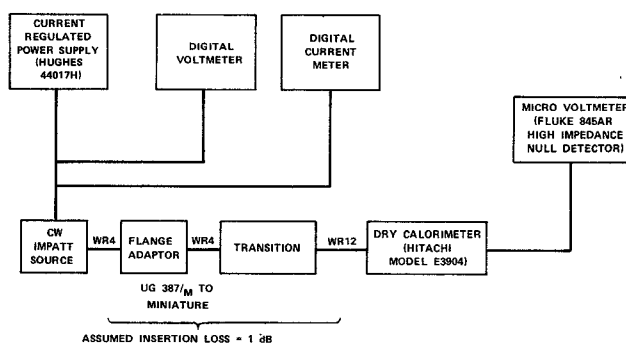 CURRENT
REGULATED
POWER SUPPLY
(HUGHES
44017H)
DIGITAL
VOLTMETER
DIGITAL
CURRENT
METER
MICRO VOLTMETER
(FLUKE 845AR
HIGH IMPEDANCE
NULL DETECTOR)
CW
IMPATT
SOURCE
WR4
FLANGE
ADAPTOR
WR4
TRANSITION
WR12
DRY CALORIMETER
(HITACHI
MODEL E3904)
UG 387/M TO
MINIATURE
ASSUMED INSERTION LOSS = 1 dB